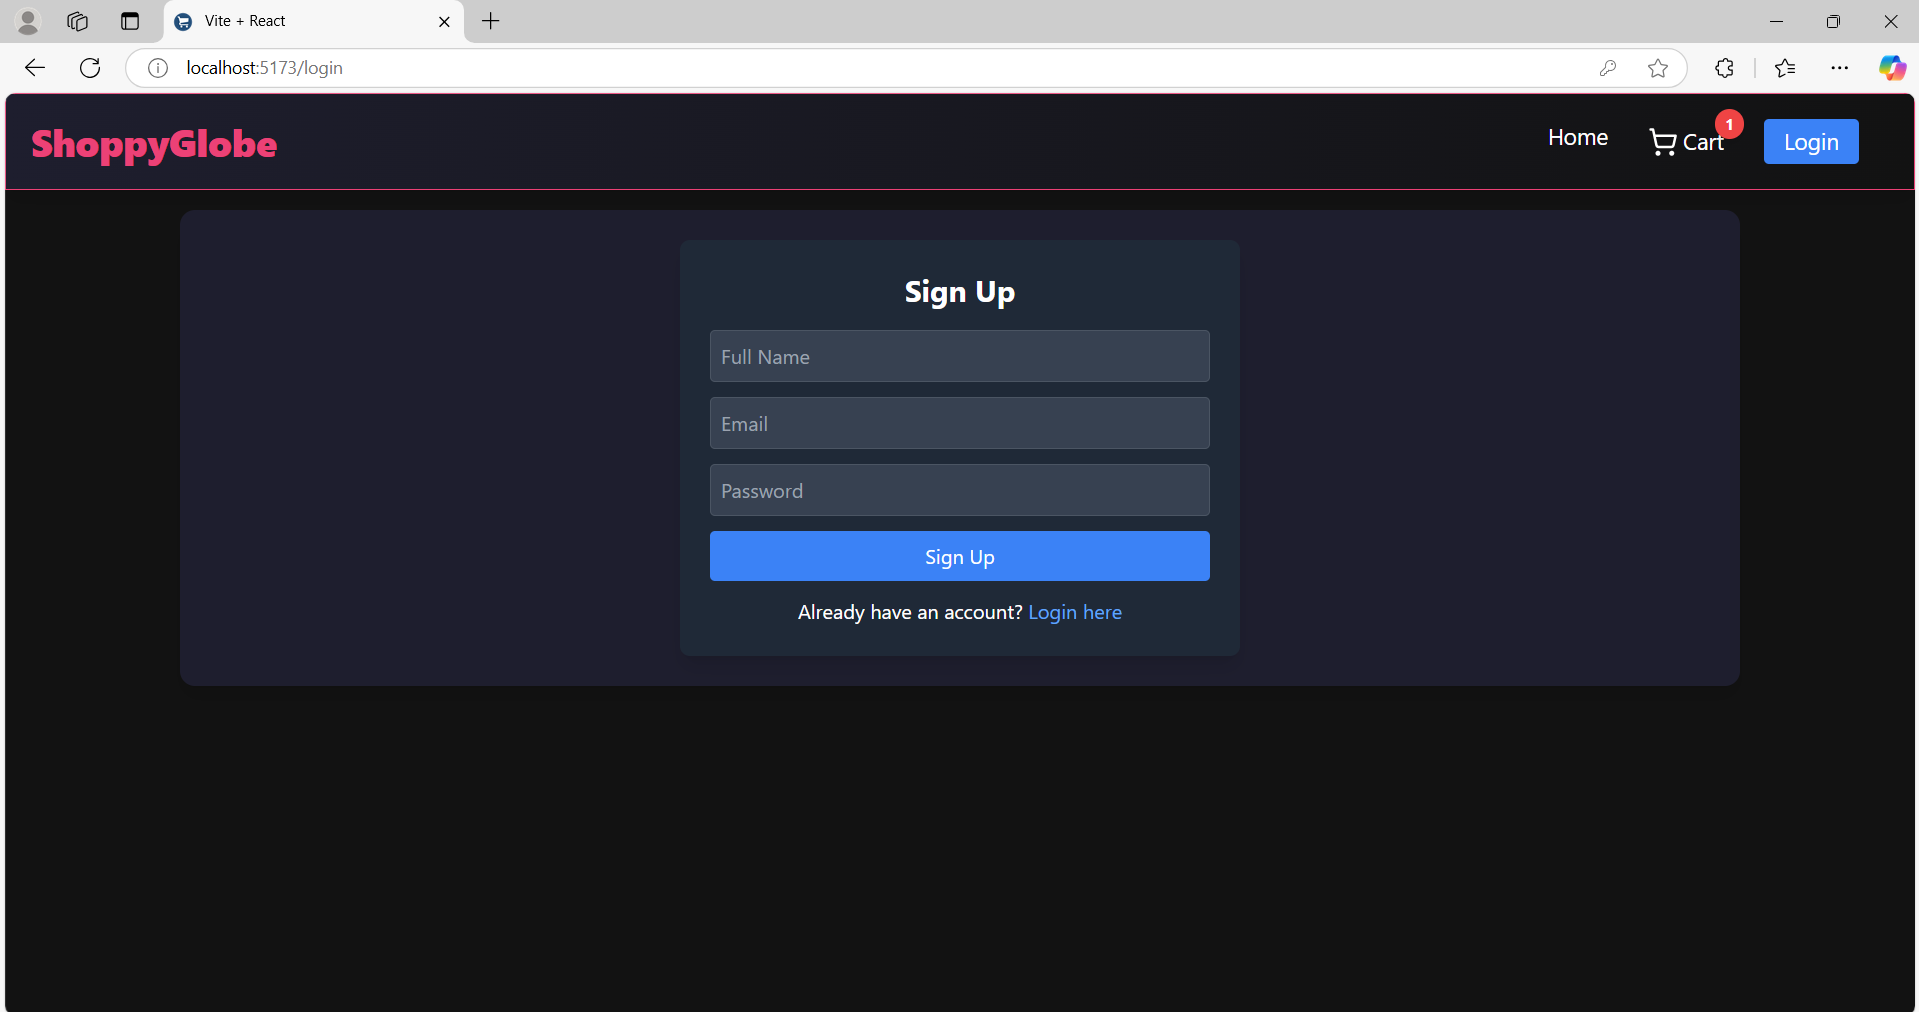 Vite + React
localhost:5173/login
ShoppyGlobe
Home
Cart
1
Login
Sign Up
Full Name
Email
Password
Sign Up
Already have an account? Login here